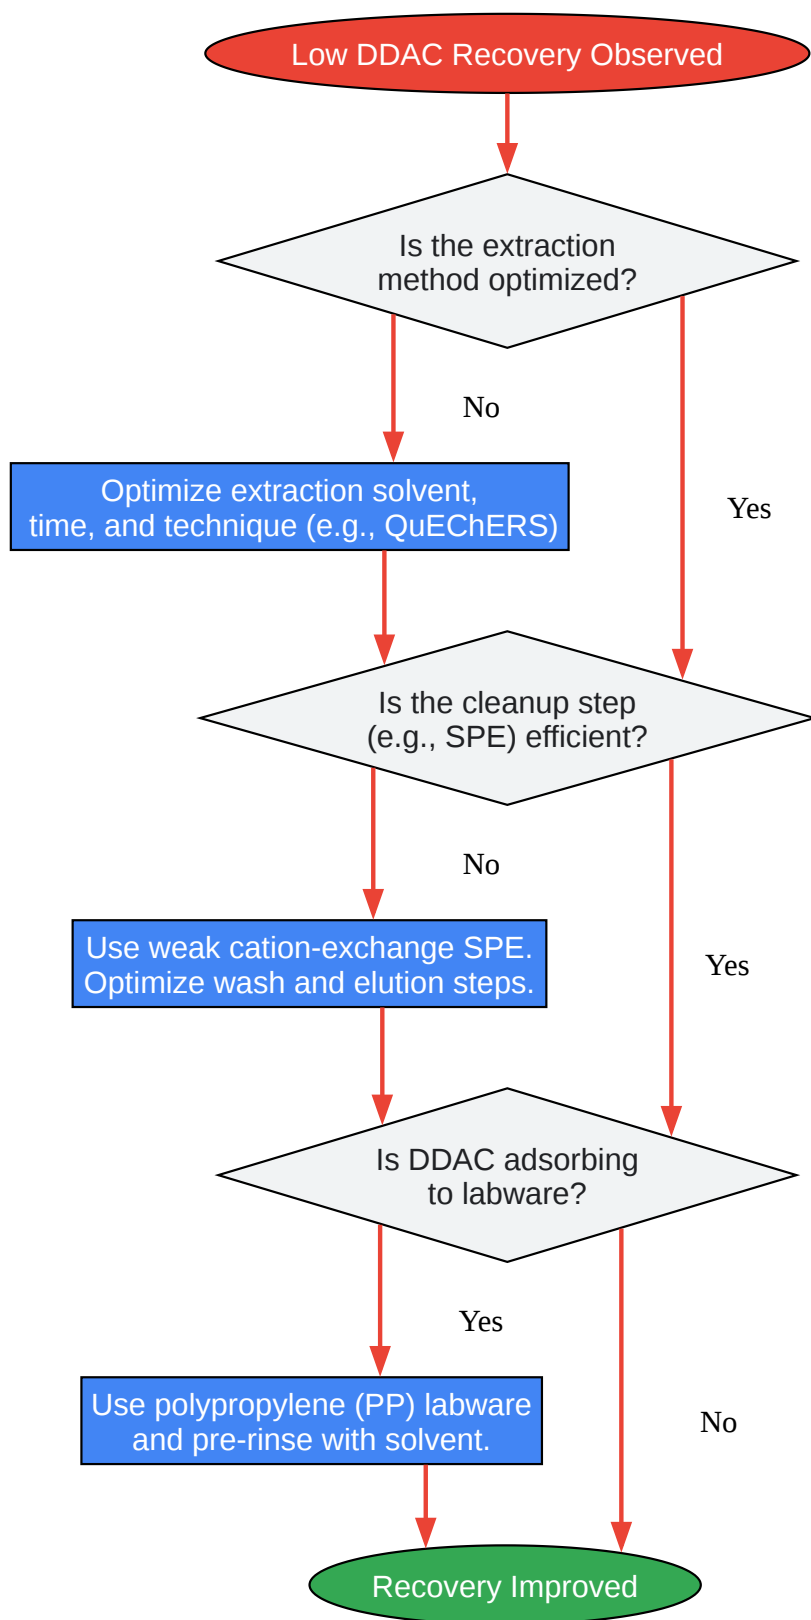 Low DDAC Recovery Observed
Is the extraction
method optimized?
No
Optimize extraction solvent,
time, and technique (e.g., QuEChERS)
Yes
Is the cleanup step
(e.g., SPE) efficient?
No
Use weak cation-exchange SPE.
Optimize wash and elution steps.
Yes
Is DDAC adsorbing
to labware?
Yes
Use polypropylene (PP) labware
and pre-rinse with solvent.
No
Recovery Improved